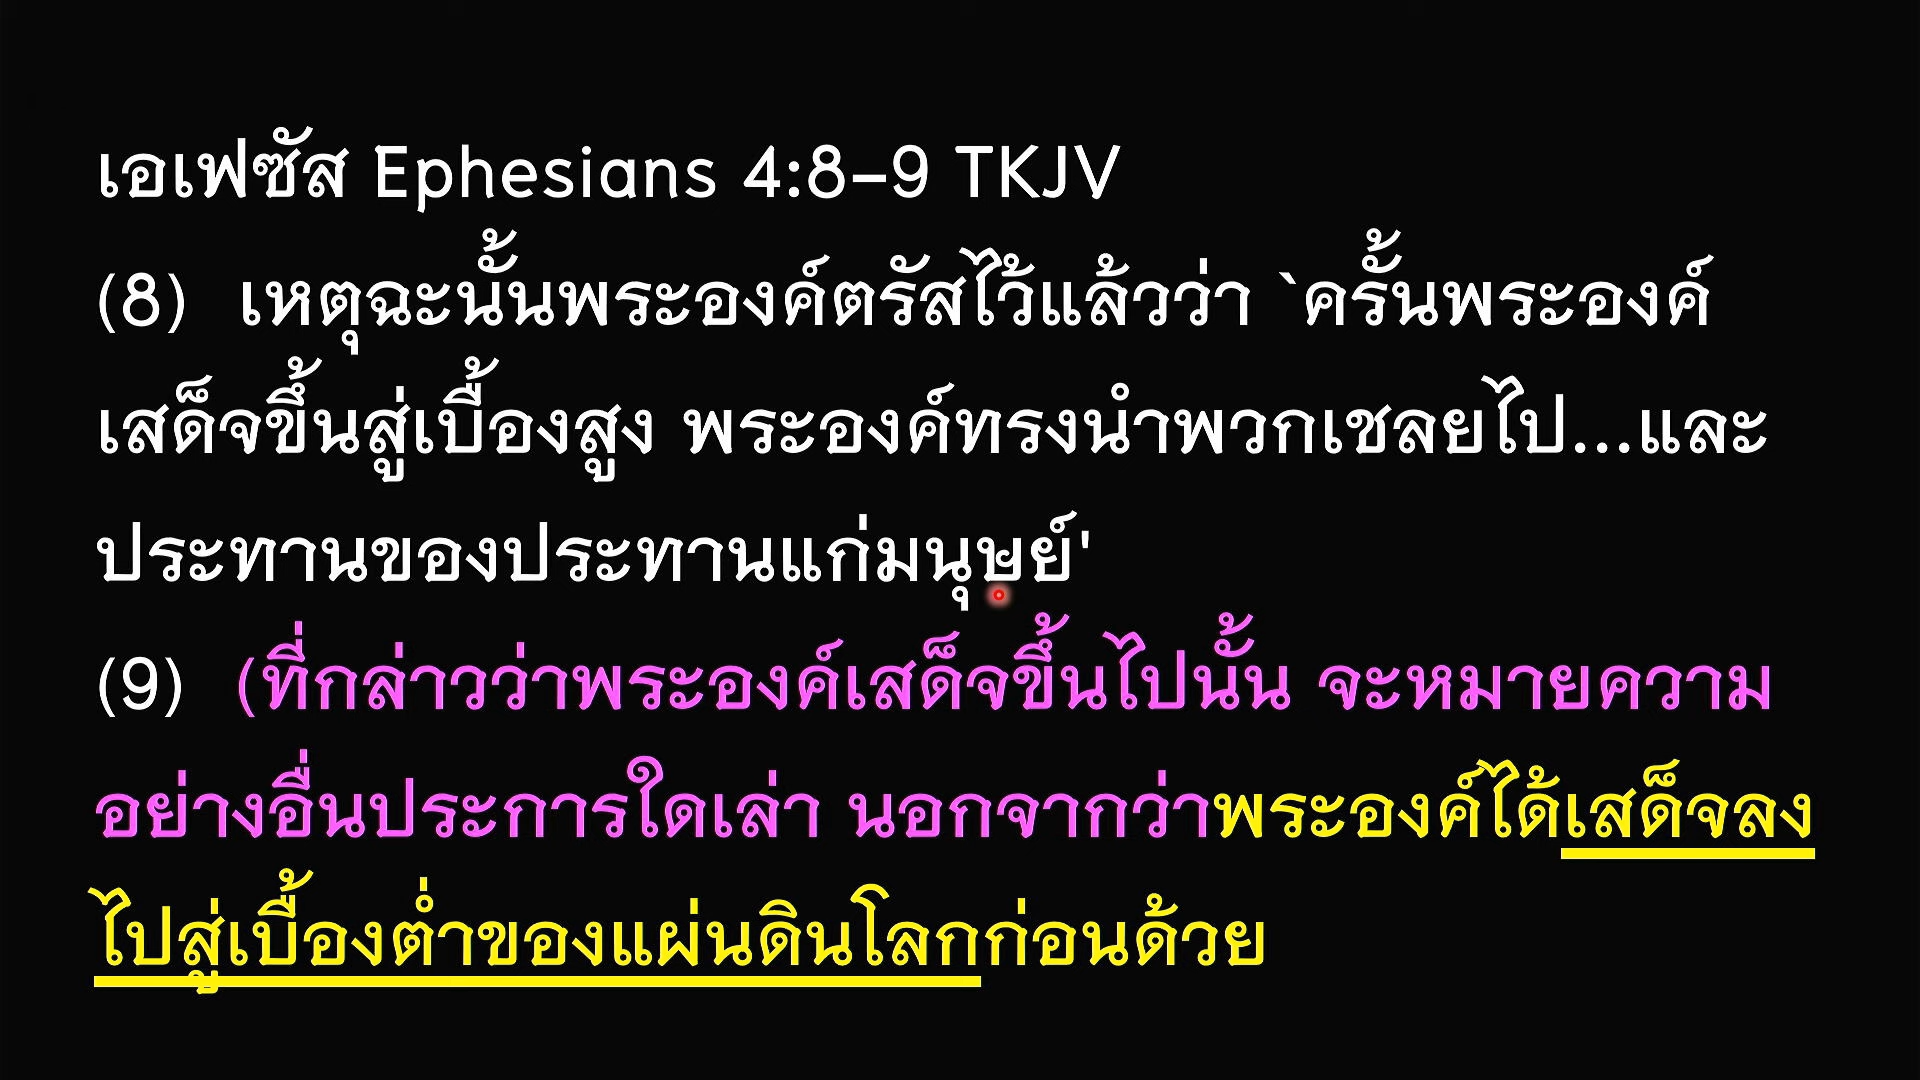 เอเฟซัส Ephesians 4:8–9 TKJV
(8) เหตุฉะนั้นพระองค์ตรัสไว้แล้วว่า `ครั้นพระองค์
เสด็จขึ้นสู่เบื้องสูง พระองค์ทรงนำพวกเชลยไป...และ
ประทานของประทานแก่มนุษย์'
(9) (ที่กล่าวว่าพระองค์เสด็จขึ้นไปนั้น จะหมายความ
อย่างอื่นประการใดเล่า นอกจากว่าพระองค์ได้เสด็จลง
ไปสู่เบื้องต่ำของแผ่นดินโลกก่อนด้วย